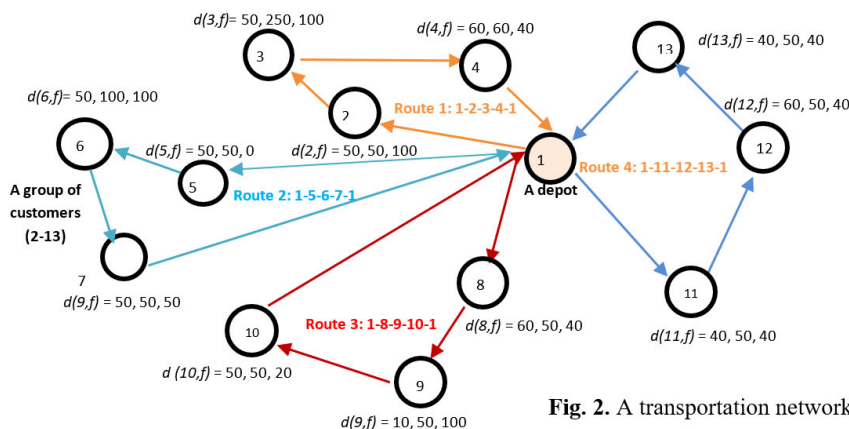 d(3,f)= 50, 250, 100
d(4,f)= 60, 60, 40
3
4
13
d(13,f)= 40, 50, 40
d(6,f)= 50, 100, 100
2
Route 1: 1-2-3-4-1
d(12,f)= 60, 50, 40
6
d(5,f)= 50, 50, 0
d(2,f)= 50, 50, 100
12
5
1
Route 4: 1-11-12-13-1
A depot
A group of
customers
(2-13)
Route 2: 1-5-6-7-1
7
d(9,f)= 50, 50, 50
8
11
10
Route 3: 1-8-9-10-1
d(8,f)= 60, 50, 40
d(11,f)= 40, 50, 40
d (10,f)= 50, 50, 20
9
d(9,f)= 10, 50, 100
Fig. 2. A transportation network